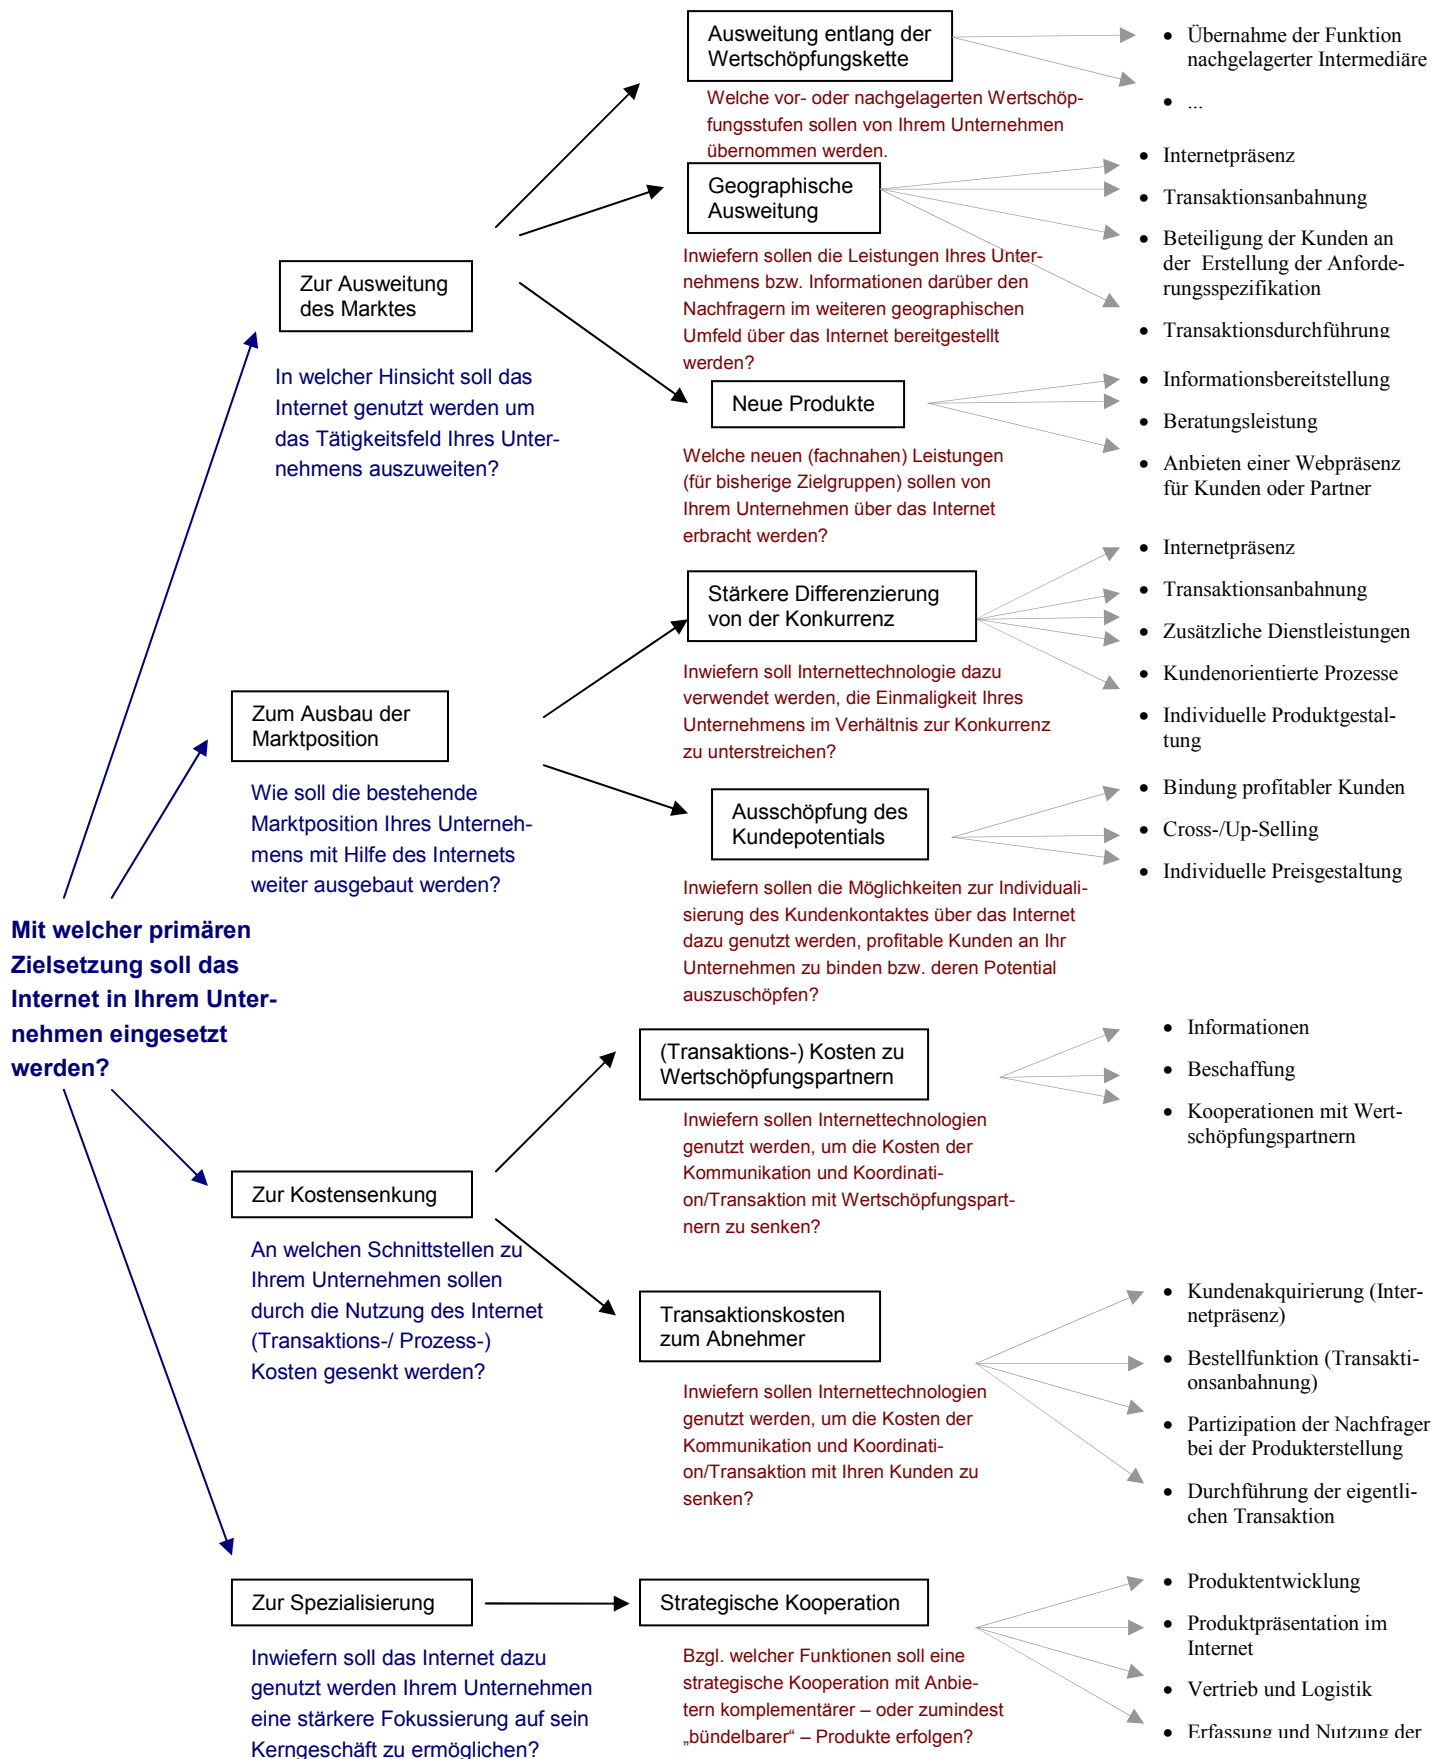 Ausweitung entlang der
Wertschöpfungskette
Welche vor- oder nachgelagerten Wertschöp-
fungsstufen sollen von Ihrem Unternehmen
übernommen werden.
• Übernahme der Funktion
nachgelagerter Intermediäre
• ...
Geographische
Ausweitung
Inwiefern sollen die Leistungen Ihres Unter-
nehmens bzw. Informationen darüber den
Nachfragern im weiteren geographischen
Umfeld über das Internet bereitgestellt
werden?
• Internetpräsenz
• Transaktionsanbahnung
• Beteiligung der Kunden an
der Erstellung der Anforde-
rungsspezifikation
• Transaktionsdurchführung
Zur Ausweitung
des Marktes
In welcher Hinsicht soll das
Internet genutzt werden um
das Tätigkeitsfeld Ihres Unter-
nehmens auszuweiten?
Neue Produkte
Welche neuen (fachnahen) Leistungen
(für bisherige Zielgruppen) sollen von
Ihrem Unternehmen über das Internet
erbracht werden?
• Informationsbereitstellung
• Beratungsleistung
• Anbieten einer Webpräsenz
für Kunden oder Partner
Stärkere Differenzierung
von der Konkurrenz
Inwiefern soll Internettechnologie dazu
verwendet werden, die Einmaligkeit Ihres
Unternehmens im Verhältnis zur Konkurrenz
zu unterstreichen?
• Internetpräsenz
• Transaktionsanbahnung
• Zusätzliche Dienstleistungen
• Kundenorientierte Prozesse
• Individuelle Produktgestal-
tung
Zum Ausbau der
Marktposition
Wie soll die bestehende
Marktposition Ihres Unterneh-
mens mit Hilfe des Internets
weiter ausgebaut werden?
Ausschöpfung des
Kundepotentials
Inwiefern sollen die Möglichkeiten zur Individuali-
sierung des Kundenkontaktes über das Internet
dazu genutzt werden, profitable Kunden an Ihr
Unternehmen zu binden bzw. deren Potential
auszuschöpfen?
• Bindung profitabler Kunden
• Cross-/Up-Selling
• Individuelle Preisgestaltung
Mit welcher primären
Zielsetzung soll das
Internet in Ihrem Unter-
nehmen eingesetzt
werden?
(Transaktions-) Kosten zu
Wertschöpfungspartnern
Inwiefern sollen Internettechnologien
genutzt werden, um die Kosten der
Kommunikation und Koordinati-
on/Transaktion mit Wertschöpfungspart-
nern zu senken?
• Informationen
• Beschaffung
• Kooperationen mit Wert-
schöpfungspartnern
Zur Kostensenkung
An welchen Schnittstellen zu
Ihrem Unternehmen sollen
durch die Nutzung des Internet
(Transaktions-/ Prozess-)
Kosten gesenkt werden?
Transaktionskosten
zum Abnehmer
Inwiefern sollen Internettechnologien
genutzt werden, um die Kosten der
Kommunikation und Koordinati-
on/Transaktion mit Ihren Kunden zu
senken?
• Kundenakquirierung (Inter-
netpräsenz)
• Bestellfunktion (Transakti-
onsanbahnung)
• Partizipation der Nachfrager
bei der Produkterstellung
• Durchführung der eigentli-
chen Transaktion
Zur Spezialisierung
Inwiefern soll das Internet dazu
genutzt werden Ihrem Unternehmen
eine stärkere Fokussierung auf sein
Kerngeschäft zu ermöglichen?
Strategische Kooperation
Bzgl. welcher Funktionen soll eine
strategische Kooperation mit Anbie-
tern komplementärer – oder zumindest
„bündelbarer“ – Produkte erfolgen?
• Produktentwicklung
• Produktpräsentation im
Internet
• Vertrieb und Logistik
• Erfassung und Nutzung der